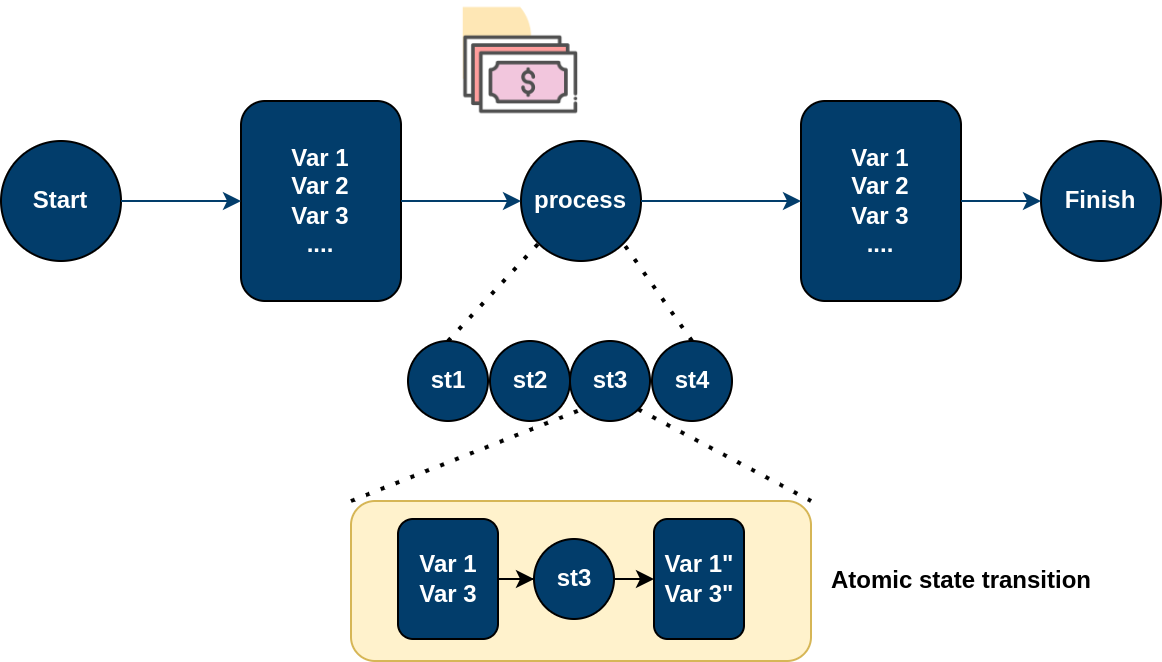 $
Start
Var 1
Var 2
Var 3
....
process
Var 1
Var 2
Var 3
....
Finish
st1
st2
st3
st4
Var 1
Var 3
st3
Var 1"
Var 3"
Atomic state transition